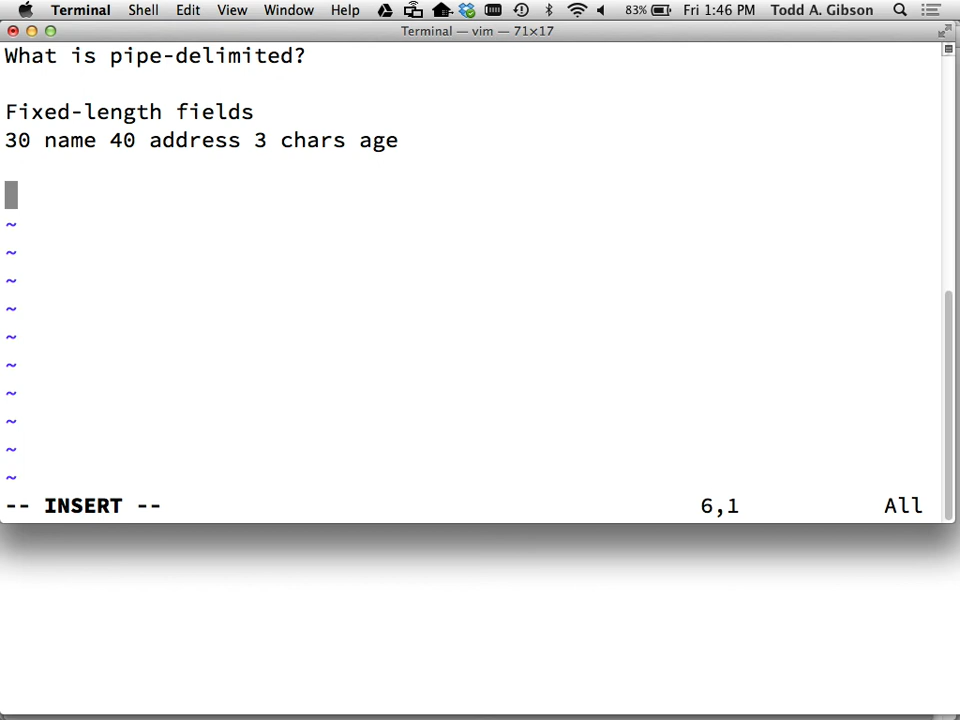 Terminal Shell Edit View Window Help 83% Fri 1:46 PM Todd A. Gibson
Terminal — vim — 71×17
What is pipe-delimited?
Fixed-length fields
30 name 40 address 3 chars age
~
~
~
~
~
~
~
~
~
~
-- INSERT -- 6,1 All